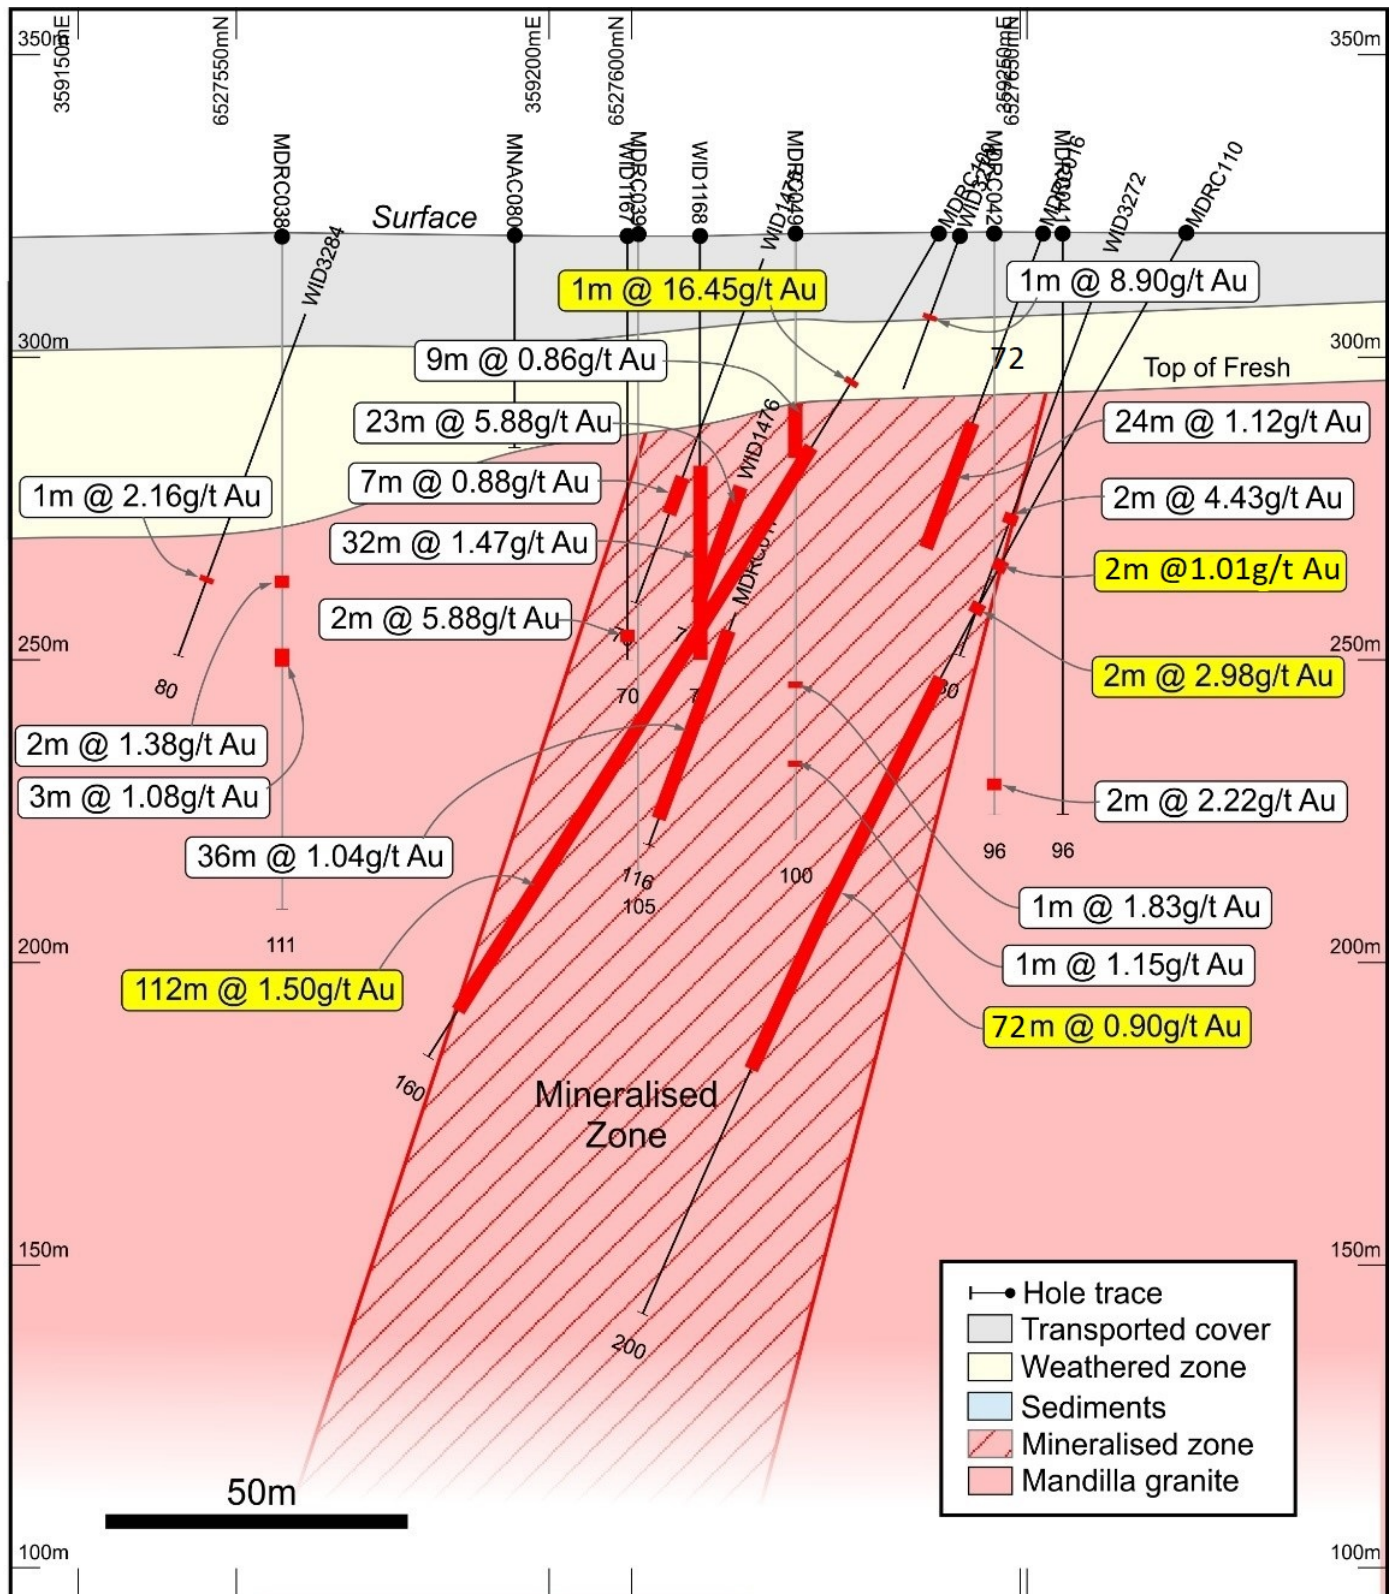 350m
359150mE
6527550mN
359200mE
6527600mN
359250mE
6527650mN
350m
MDRC038
MNAC080
WID1167
MDRC039
WID1168
MDRC049
MDRC042
WID3272
MDRC110
Surface
WID3284
1m @ 16.45g/t Au
1m @ 8.90g/t Au
300m
9m @ 0.86g/t Au
72
300m
Top of Fresh
23m @ 5.88g/t Au
WID1476
24m @ 1.12g/t Au
1m @ 2.16g/t Au
7m @ 0.88g/t Au
2m @ 4.43g/t Au
32m @ 1.47g/t Au
2m @1.01g/t Au
2m @ 5.88g/t Au
250m
250m
80
70
2m @ 2.98g/t Au
2m @ 1.38g/t Au
3m @ 1.08g/t Au
2m @ 2.22g/t Au
36m @ 1.04g/t Au
96
96
116
100
105
1m @ 1.83g/t Au
200m
111
200m
1m @ 1.15g/t Au
112m @ 1.50g/t Au
72m @ 0.90g/t Au
160
Mineralised
Zone
150m
150m
200
Hole trace
Transported cover
Weathered zone
Sediments
Mineralised zone
Mandilla granite
50m
100m
100m